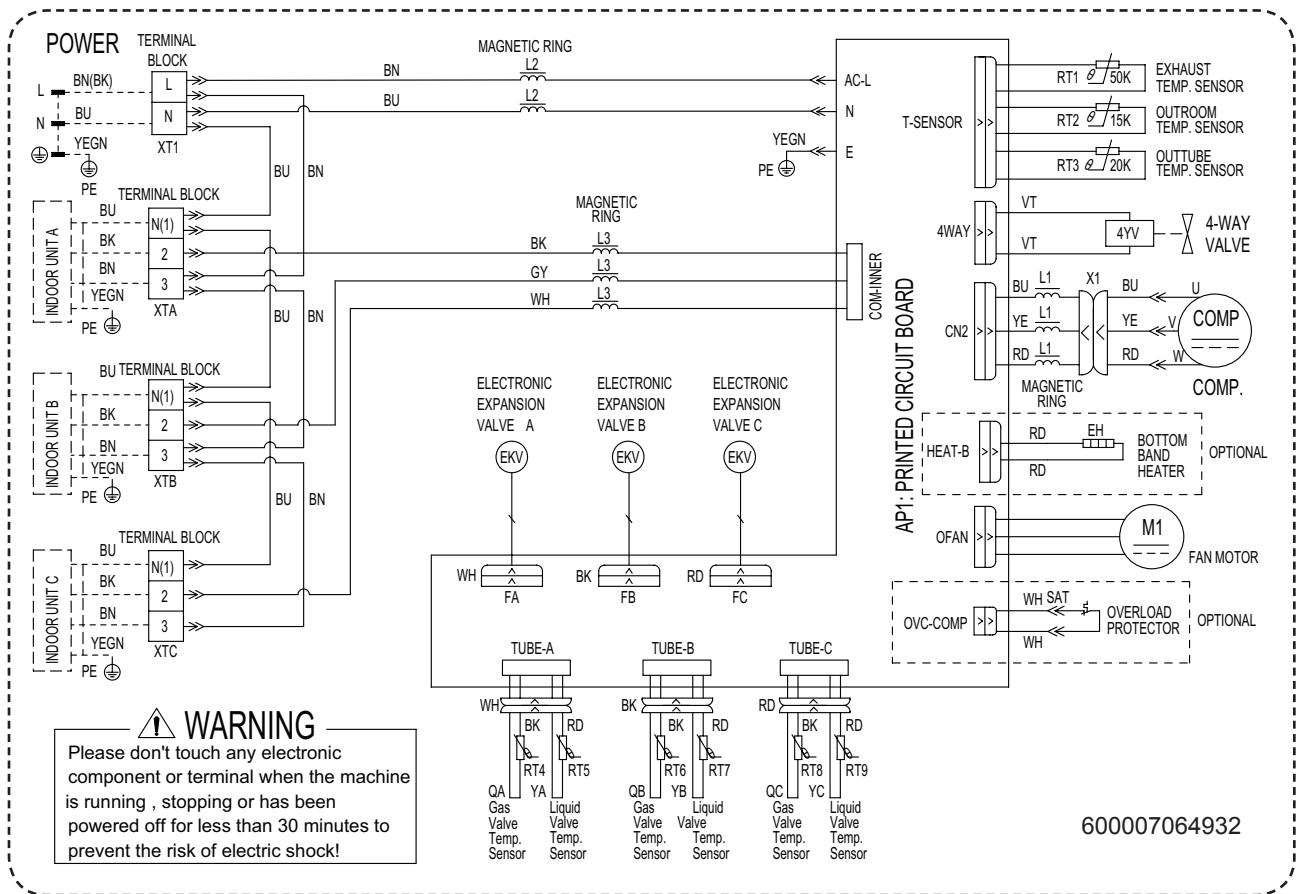 POWER
TERMINAL
BLOCK
L
BN(BK)
N
BU
YEGN
PE
L
N
XT1
BN
BU
MAGNETIC RING
L2
L2
AC-L
N
YEGN
PE
E
BU
BN
TERMINAL BLOCK
INDOOR UNIT A
BU
BK
BN
YEGN
PE
N(1)
2
3
XTA
BU
BN
MAGNETIC
RING
BK
L3
GY
L3
WH
L3
COM-INNER
TERMINAL BLOCK
INDOOR UNIT B
BU
BK
BN
YEGN
PE
N(1)
2
3
XTB
BU
BN
TERMINAL BLOCK
INDOOR UNIT C
BU
BK
BN
YEGN
PE
N(1)
2
3
XTC
ELECTRONIC
EXPANSION
VALVE A
EKV
WH
FA
ELECTRONIC
EXPANSION
VALVE B
EKV
BK
FB
ELECTRONIC
EXPANSION
VALVE C
EKV
RD
FC
AP1: PRINTED CIRCUIT BOARD
T-SENSOR
RT1 θ 50K
EXHAUST
TEMP. SENSOR
RT2 θ 15K
OUTROOM
TEMP. SENSOR
RT3 θ 20K
OUTTUBE
TEMP. SENSOR
4WAY
VT
VT
4YV
4-WAY
VALVE
CN2
BU L1 X1 BU U
YE L1 YE V
RD L1 RD W
MAGNETIC
RING
COMP
COMP.
HEAT-B
RD
RD
EH
BOTTOM
BAND
HEATER
OPTIONAL
OFAN
M1
FAN MOTOR
OVC-COMP
WH SAT
WH
OVERLOAD
PROTECTOR
OPTIONAL
TUBE-A
WH
BK
RD
RT4
RT5
QA
YA
Gas
Valve
Temp.
Sensor
Liquid
Valve
Temp.
Sensor
TUBE-B
BK
BK
RD
RT6
RT7
QB
YB
Gas
Valve
Temp.
Sensor
Liquid
Valve
Temp.
Sensor
TUBE-C
RD
BK
RD
RT8
RT9
QC
YC
Gas
Valve
Temp.
Sensor
Liquid
Valve
Temp.
Sensor
WARNING
Please don't touch any electronic
component or terminal when the machine
is running , stopping or has been
powered off for less than 30 minutes to
prevent the risk of electric shock!
600007064932